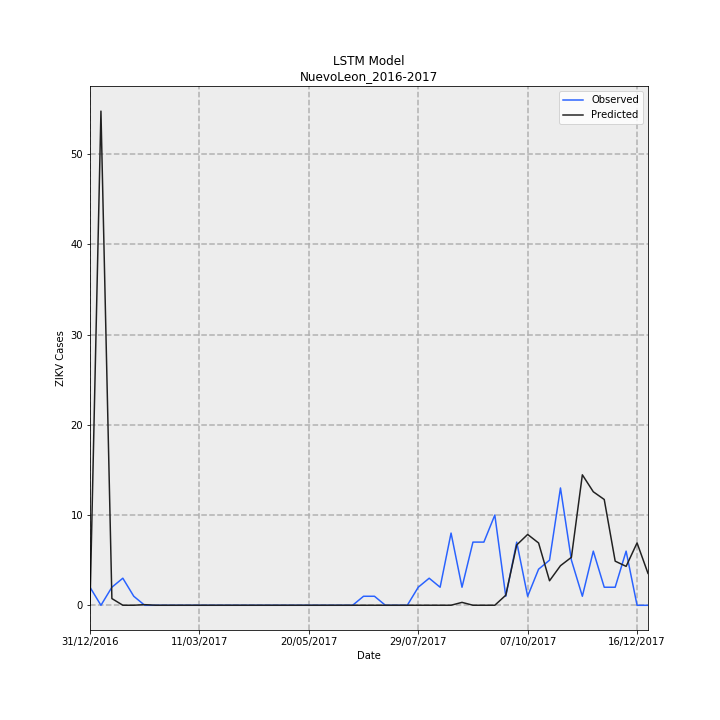 LSTM Model
NuevoLeon_2016-2017
Observed
Predicted
50
40
30
20
10
0
ZIKV Cases
31/12/2016 11/03/2017 20/05/2017 29/07/2017 07/10/2017 16/12/2017
Date